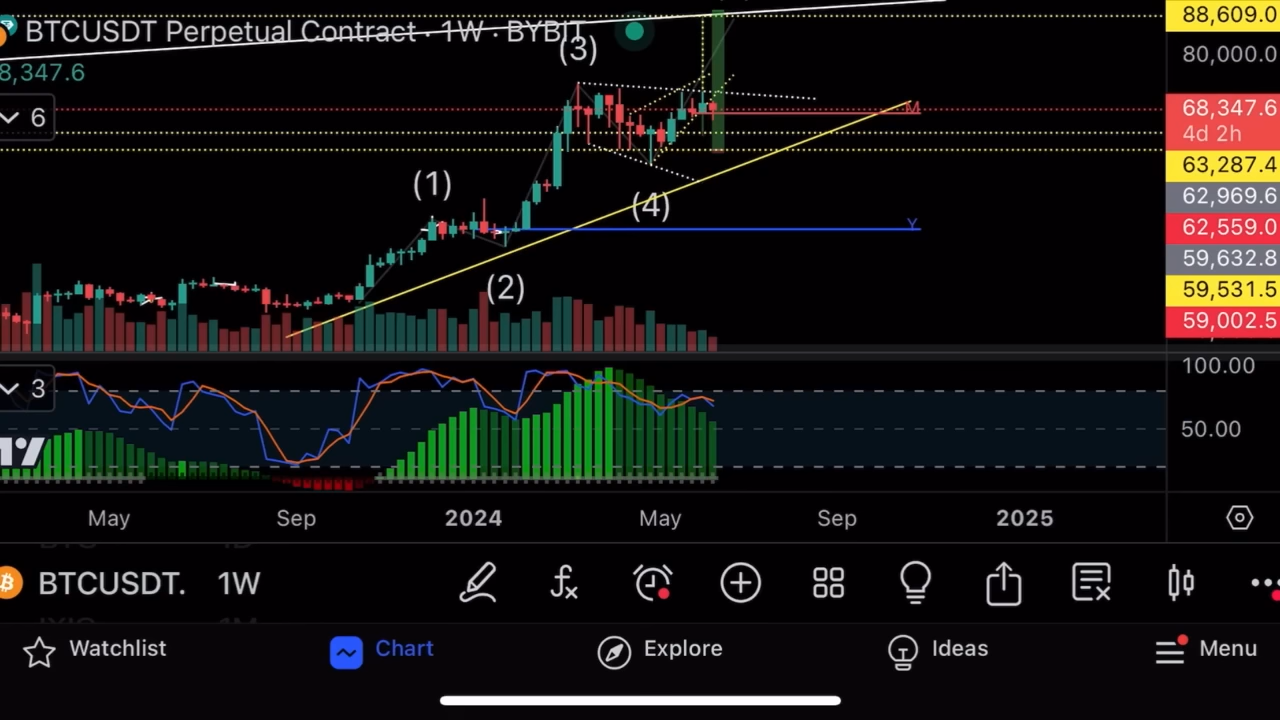 BTCUSDT Perpetual Contract · 1W · BYBIT
8,347.6
6
(3)
(1)
(4)
(2)
M
Y
88,609.0
80,000.0
68,347.6
4d 2h
63,287.4
62,969.6
62,559.0
59,632.8
59,531.5
59,002.5
3
100.00
50.00
May
Sep
2024
May
Sep
2025
BTCUSDT.
1W
Watchlist
Chart
Explore
Ideas
Menu